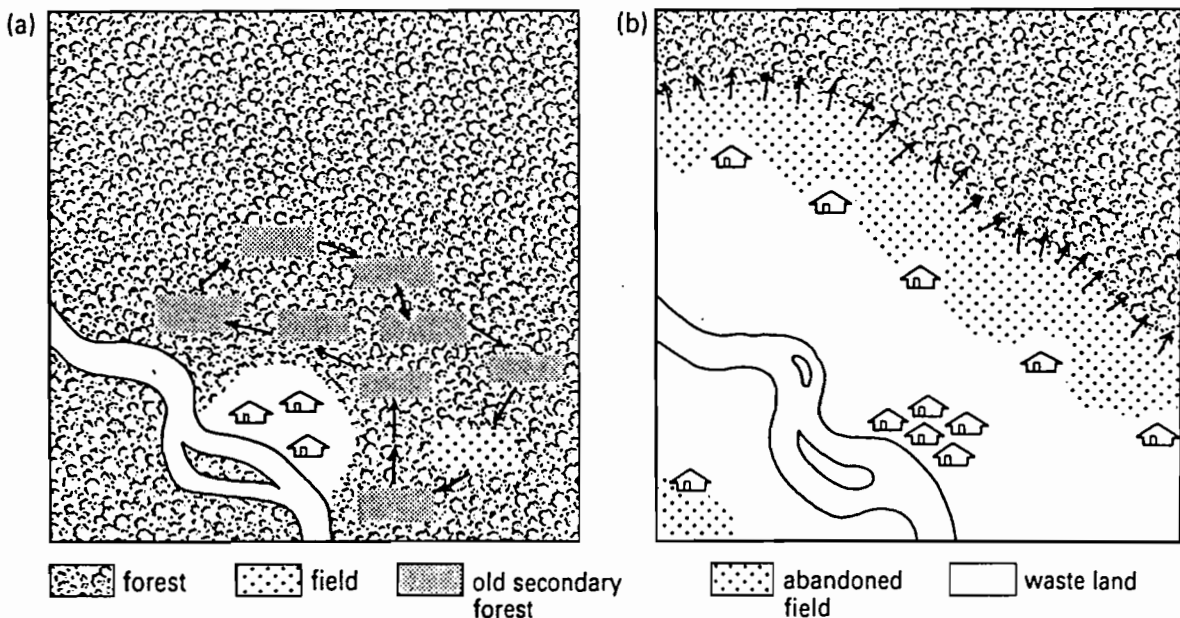 (a)
(b)
forest
field
old secondary
forest
abandoned
field
waste land